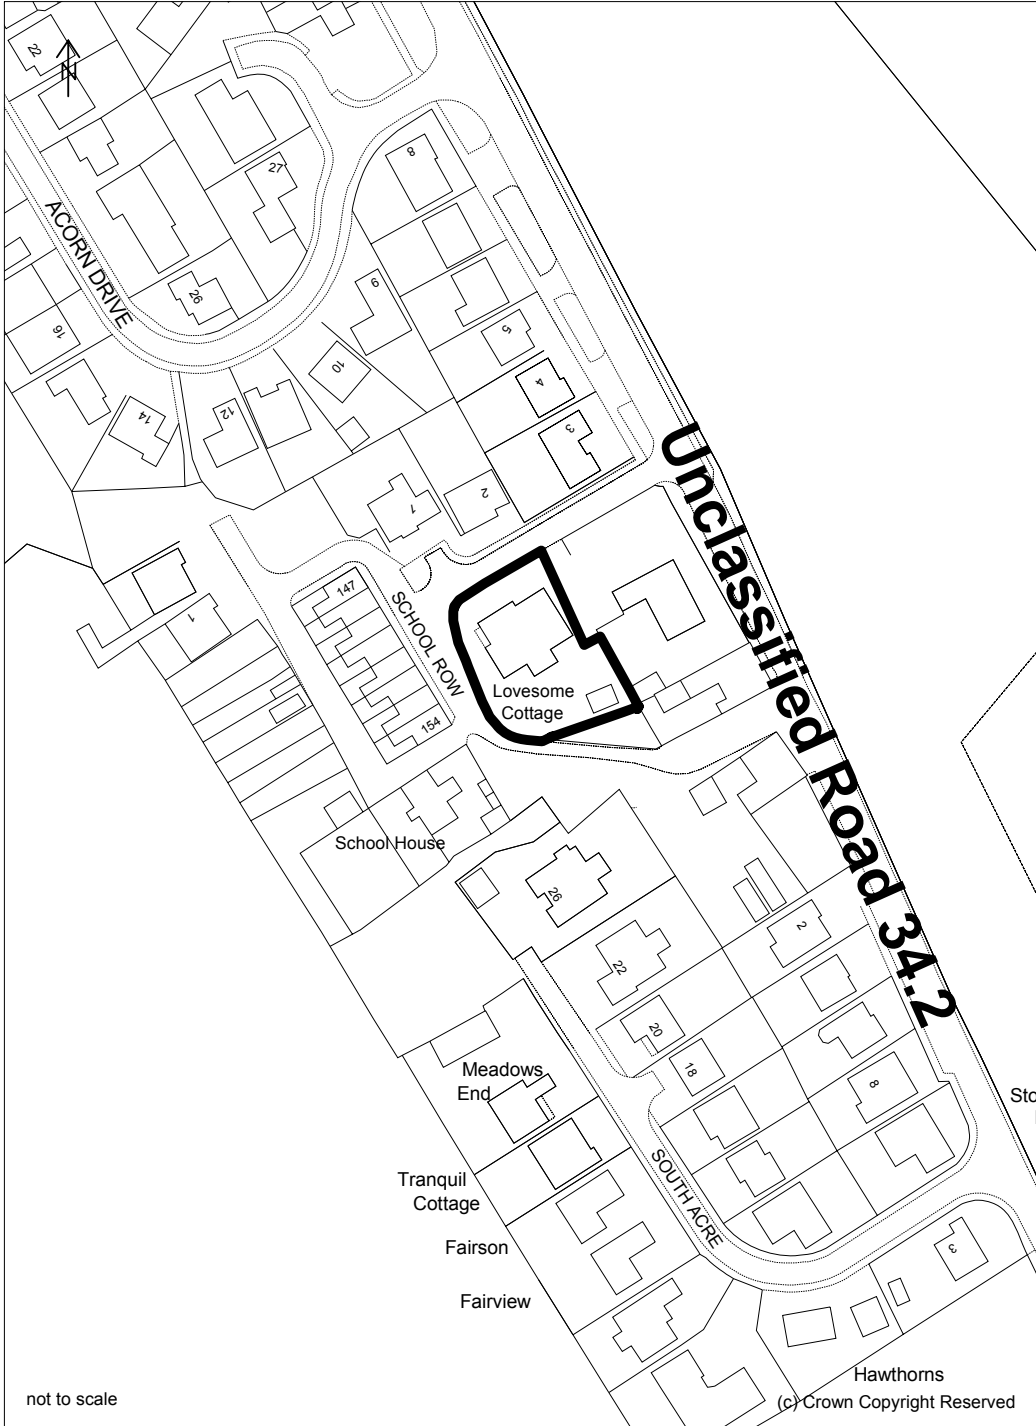 22
N
27
8
ACORN DRIVE
26
9
16
10
5
4
14
12
3
2
7
Unclassified Road 34.2
147
SCHOOL ROW
1
Lovesome
Cottage
154
School House
26
2
22
20
18
Meadows
End
8
Sto
Tranquil
Cottage
SOUTH ACRE
Fairson
3
Fairview
Hawthorns
not to scale
(c) Crown Copyright Reserved